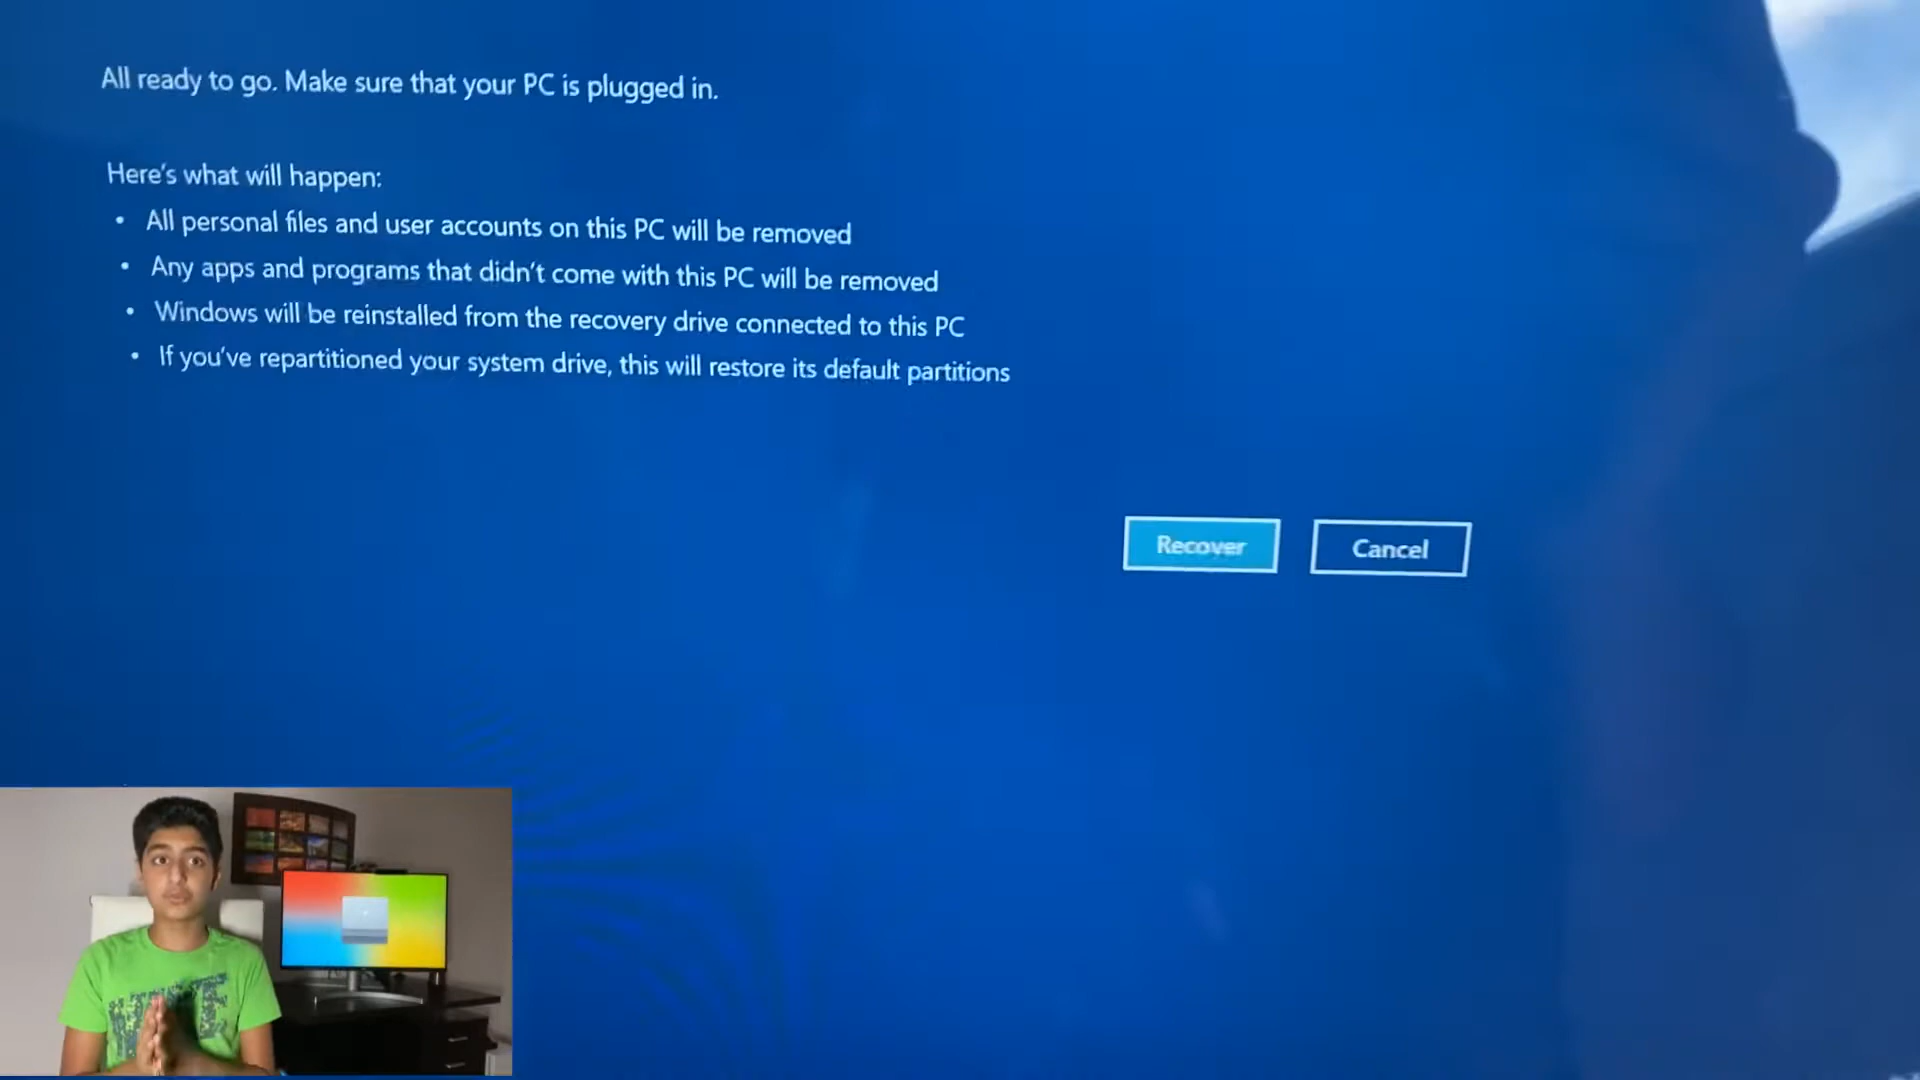 All ready to go. Make sure that your PC is plugged in.
Here's what will happen:
• All personal files and user accounts on this PC will be removed
• Any apps and programs that didn't come with this PC will be removed
• Windows will be reinstalled from the recovery drive connected to this PC
• If you've repartitioned your system drive, this will restore its default partitions
Recover
Cancel